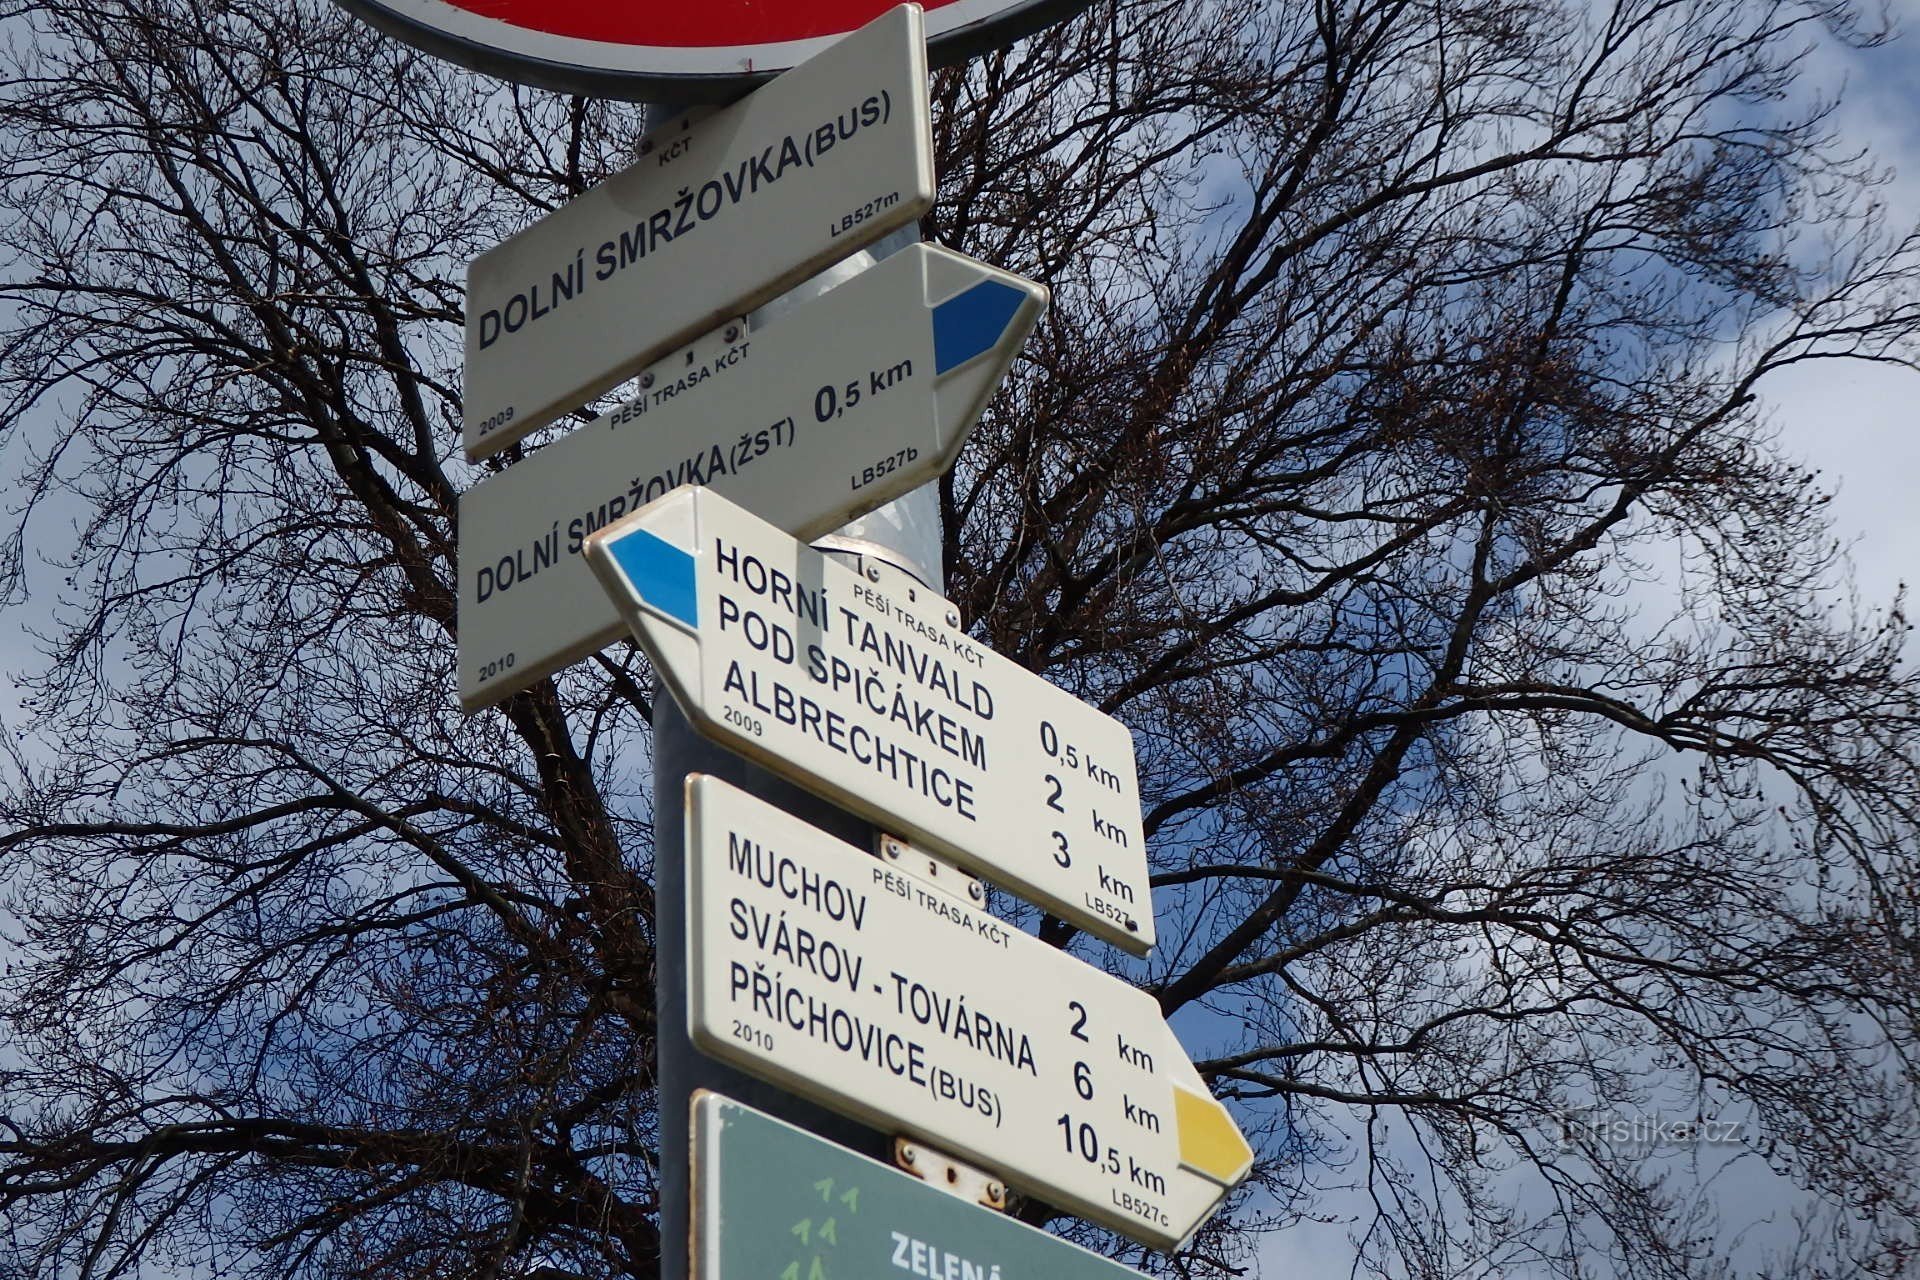 KČT
DOLNÍ SMRŽOVKA(BUS)
LB527m
2009
PĚŠÍ TRASA KČT
DOLNÍ SMRŽOVKA(ŽST) 0,5 km
LB527b
2010
PĚŠÍ TRASA KČT
HORNÍ TANVALD 0,5 km
POD SPIČÁKEM 2 km
ALBRECHTICE 3 km
2009
PĚŠÍ TRASA KČT
MUCHOV 2 km
SVÁROV - TOVÁRNA 6 km
PŘÍCHOVICE(BUS) 10,5 km
2010
LB527c
ZELENÁ
Turistika.cz